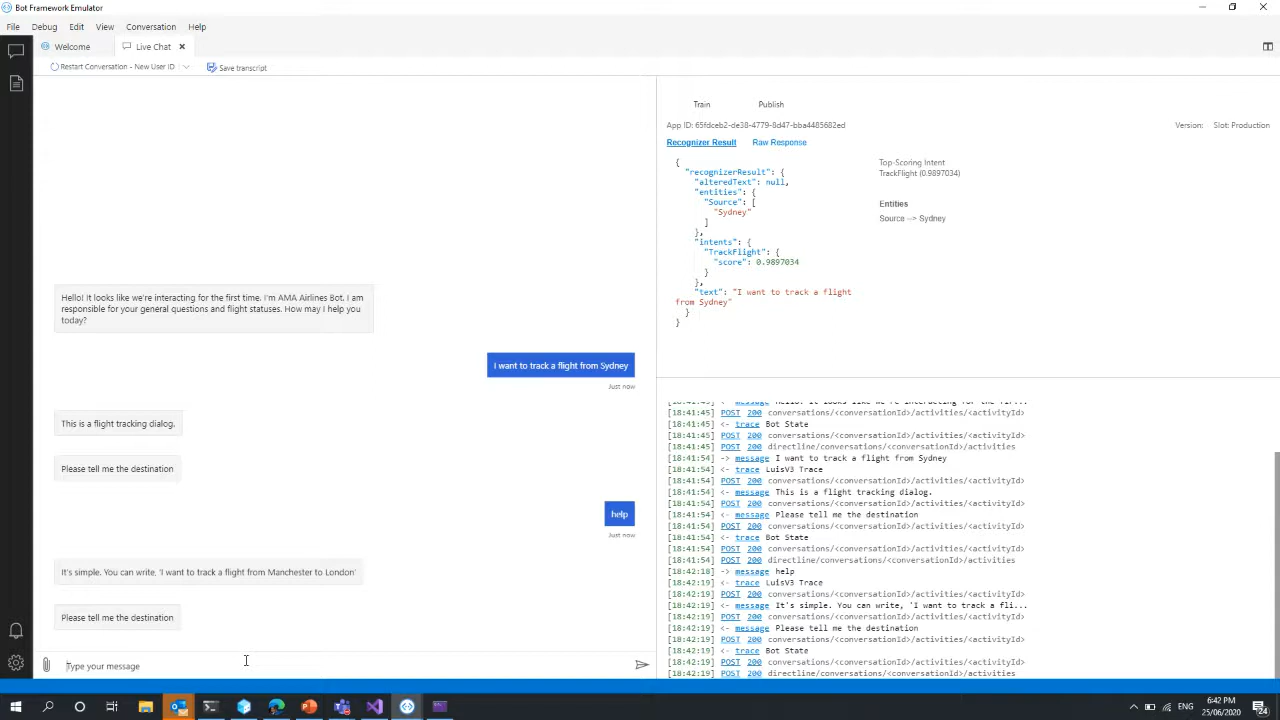 Bot Framework Emulator
File Debug Edit View Conversation Help
Welcome Live Chat
Restart Conversation - New User ID Save transcript
Hello! It looks like we're interacting for the first time. I'm AMA Airlines Bot. I am
responsible for your general questions and flight statuses. How may I help you
today?
I want to track a flight from Sydney
Just now
This is a flight tracking dialog.
Please tell me the destination
help
Just now
s simple. You can write, 'I want to track a flight from Manchester to London'
Please tell me the destination
Type your message
Train Publish
App ID: 65fdceb2-de38-4779-8d47-bba4485682ed Version: Slot: Production
Recognizer Result Raw Response
{
"recognizerResult": {
"alteredText": null,
"entities": {
"Source": [
"Sydney"
]
},
"intents": {
"TrackFlight": {
"score": 0.9897034
}
},
"text": "I want to track a flight
from Sydney"
}
}
Top-Scoring Intent
TrackFlight (0.9897034)
Entities
Source --> Sydney
[18:41:45] <- message Hello! It looks like we're interacting for the fir...
[18:41:45] POST 200 conversations/<conversationId>/activities/<activityId>
[18:41:45] <- trace Bot State
[18:41:45] POST 200 conversations/<conversationId>/activities/<activityId>
[18:41:45] POST 200 directline/conversationId>/activities
[18:41:54] -> message I want to track a flight from Sydney
[18:41:54] <- trace LuisV3 Trace
[18:41:54] POST 200 conversations/<conversationId>/activities/<activityId>
[18:41:54] <- message This is a flight tracking dialog.
[18:41:54] POST 200 conversations/<conversationId>/activities/<activityId>
[18:41:54] <- message Please tell me the destination
[18:41:54] POST 200 conversations/<conversationId>/activities/<activityId>
[18:41:54] <- trace Bot State
[18:41:54] POST 200 conversations/<conversationId>/activities/<activityId>
[18:41:54] POST 200 directline/conversationId>/activities
[18:42:18] -> message help
[18:42:19] <- trace LuisV3 Trace
[18:42:19] POST 200 conversations/<conversationId>/activities/<activityId>
[18:42:19] <- message It's simple. You can write, 'I want to track a fli...
[18:42:19] POST 200 conversations/<conversationId>/activities/<activityId>
[18:42:19] <- message Please tell me the destination
[18:42:19] POST 200 conversations/<conversationId>/activities/<activityId>
[18:42:19] <- trace Bot State
[18:42:19] POST 200 conversations/<conversationId>/activities/<activityId>
[18:42:19] POST 200 directline/conversationId>/activities
ENG
6:42 PM
25/06/2020
24